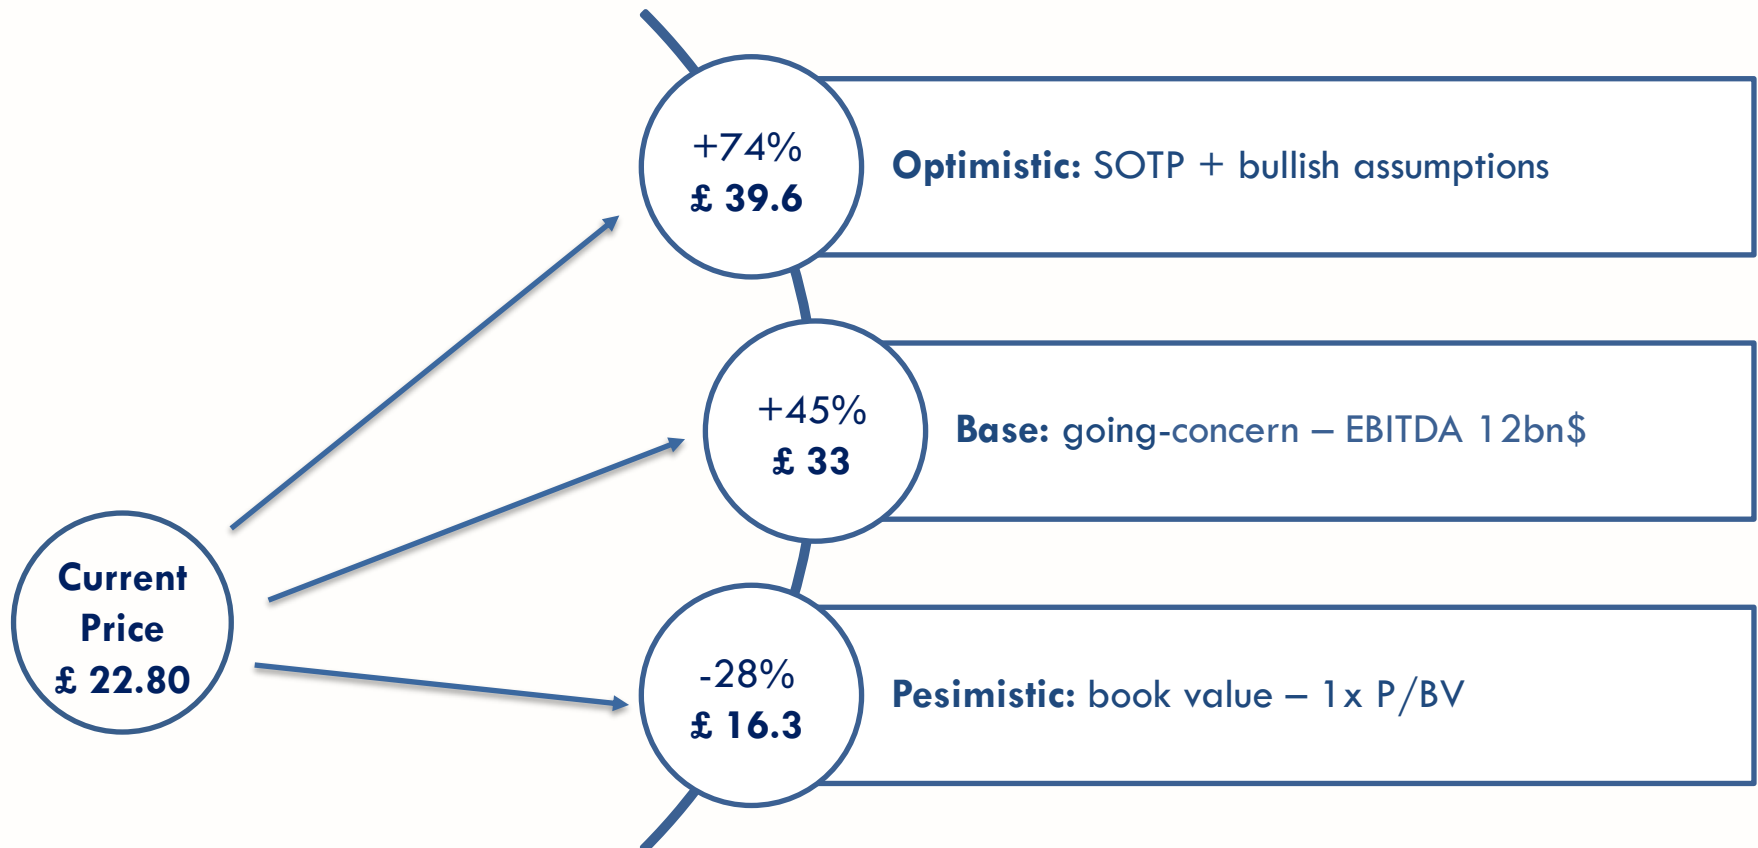 +74%
£ 39.6
Optimistic: SOTP + bullish assumptions
+45%
£ 33
Base: going-concern – EBITDA 12bn$
Current
Price
£ 22.80
-28%
£ 16.3
Pesimistic: book value – 1x P/BV